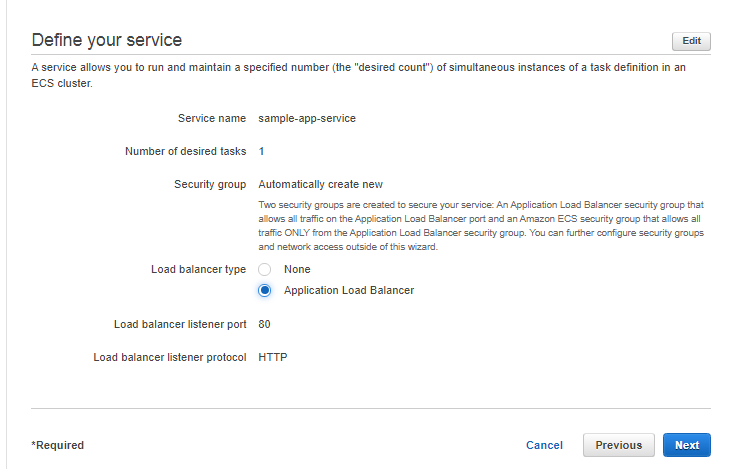 Define your service
Edit
A service allows you to run and maintain a specified number (the "desired count") of simultaneous instances of a task definition in an
ECS cluster.
Service name sample-app-service
Number of desired tasks 1
Security group Automatically create new
Two security groups are created to secure your service: An Application Load Balancer security group that
allows all traffic on the Application Load Balancer port and an Amazon ECS security group that allows all
traffic ONLY from the Application Load Balancer security group. You can further configure security groups
and network access outside of this wizard.
Load balancer type None
Application Load Balancer
Load balancer listener port 80
Load balancer listener protocol HTTP
*Required Cancel Previous Next